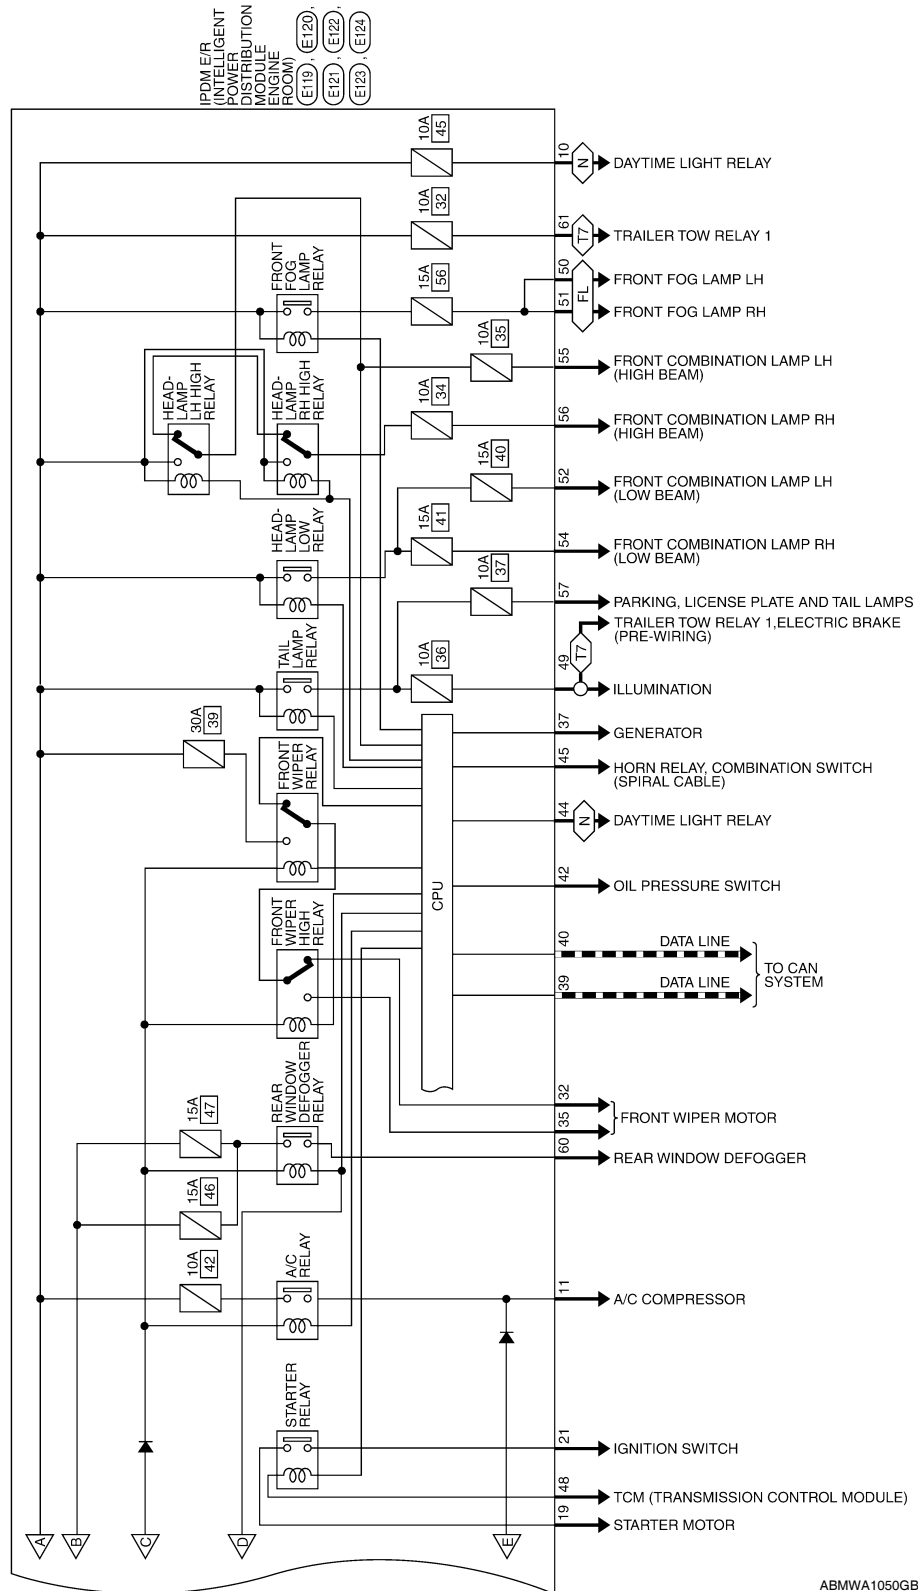 IPDM E/R
(INTELLIGENT
POWER
DISTRIBUTION
MODULE
ENGINE
ROOM)
E119 , E120 ,
E121 , E122 ,
E123 , E124
10A
45
10
N
DAYTIME LIGHT RELAY
10A
32
61
T7
TRAILER TOW RELAY 1
FRONT
FOG
LAMP
RELAY
15A
56
50
51
FL
FRONT FOG LAMP LH
FRONT FOG LAMP RH
10A
35
55
FRONT COMBINATION LAMP LH
(HIGH BEAM)
HEAD-
LAMP
LH HIGH
RELAY
HEAD-
LAMP
RH HIGH
RELAY
10A
34
56
FRONT COMBINATION LAMP RH
(HIGH BEAM)
15A
40
52
FRONT COMBINATION LAMP LH
(LOW BEAM)
HEAD-
LAMP
LOW
RELAY
15A
41
54
FRONT COMBINATION LAMP RH
(LOW BEAM)
10A
37
57
PARKING, LICENSE PLATE AND TAIL LAMPS
TRAILER TOW RELAY 1,ELECTRIC BRAKE
(PRE-WIRING)
T7
TAIL
LAMP
RELAY
10A
36
49
ILLUMINATION
30A
39
FRONT
WIPER
RELAY
37
GENERATOR
45
HORN RELAY, COMBINATION SWITCH
(SPIRAL CABLE)
44
N
DAYTIME LIGHT RELAY
CPU
42
OIL PRESSURE SWITCH
FRONT
WIPER
HIGH
RELAY
40
DATA LINE
39
DATA LINE
TO CAN
SYSTEM
REAR
WINDOW
DEFOGGER
RELAY
15A
47
32
35
FRONT WIPER MOTOR
60
REAR WINDOW DEFOGGER
15A
46
10A
42
A/C
RELAY
11
A/C COMPRESSOR
STARTER
RELAY
21
IGNITION SWITCH
48
TCM (TRANSMISSION CONTROL MODULE)
19
STARTER MOTOR
A
B
C
D
E
ABMWA1050GB